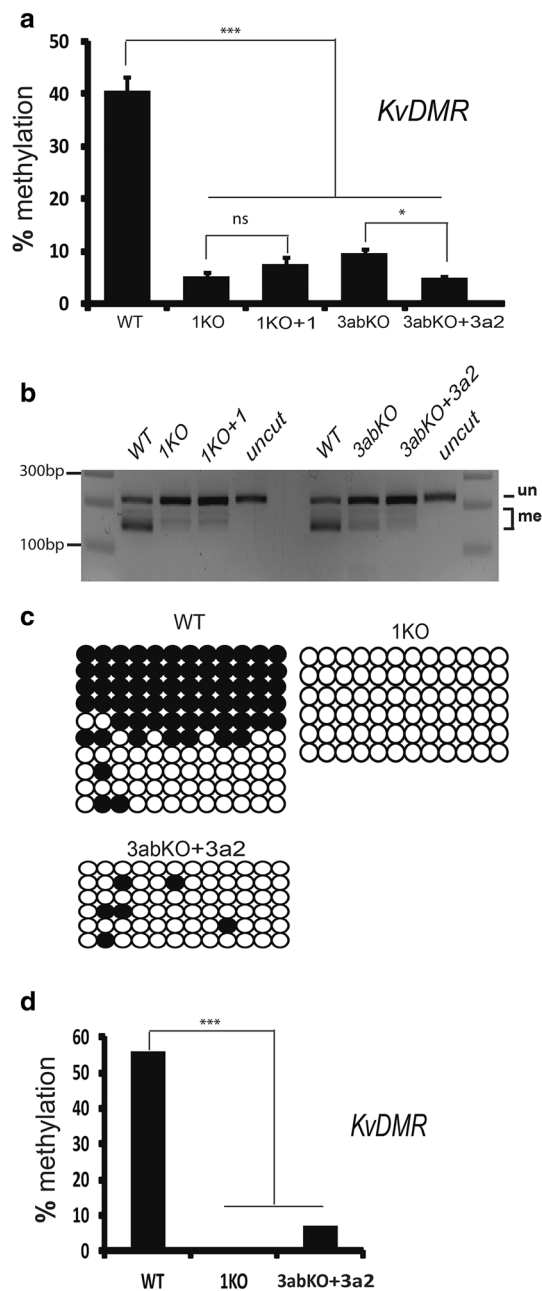 a
50
40
30
20
10
0
% methylation
***
KvDMR
ns
*
WT 1KO 1KO+1 3abKO 3abKO+3a2
b
WT 1KO 1KO+1 uncut WT 3abKO 3abKO+3a2 uncut
300bp
100bp
un
me
c
WT
1KO
3abKO+3a2
d
60
50
40
30
20
10
0
% methylation
***
KvDMR
WT 1KO 3abKO+3a2